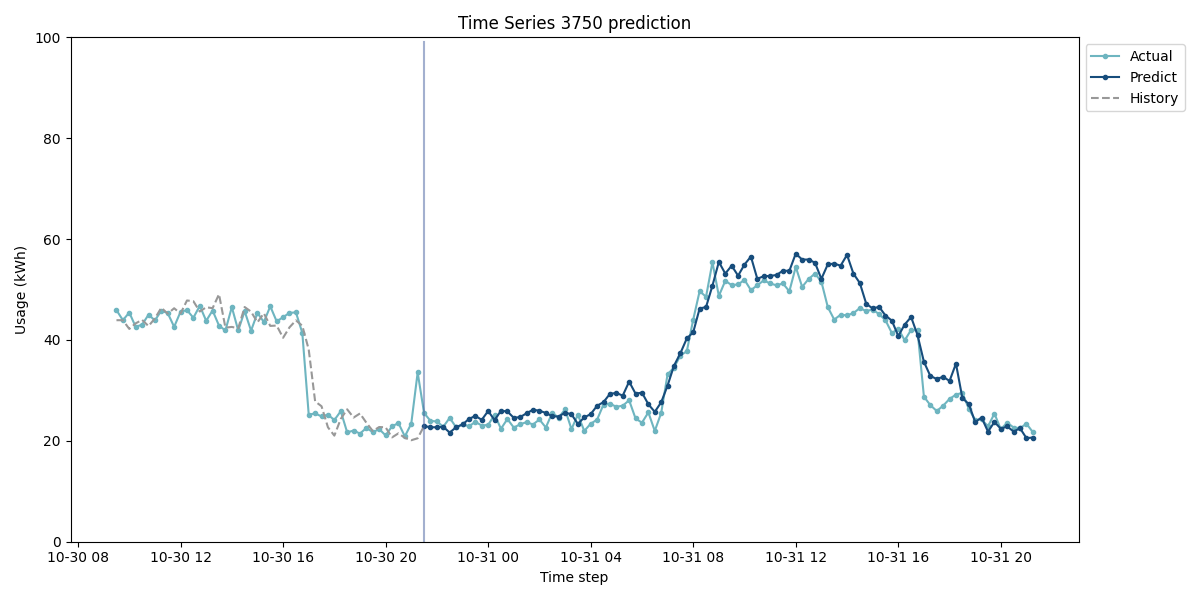 Time Series 3750 prediction
Actual
Predict
History
Usage (kWh)
100
80
60
40
20
0
10-30 08 10-30 12 10-30 16 10-30 20 10-31 00 10-31 04 10-31 08 10-31 12 10-31 16 10-31 20
Time step